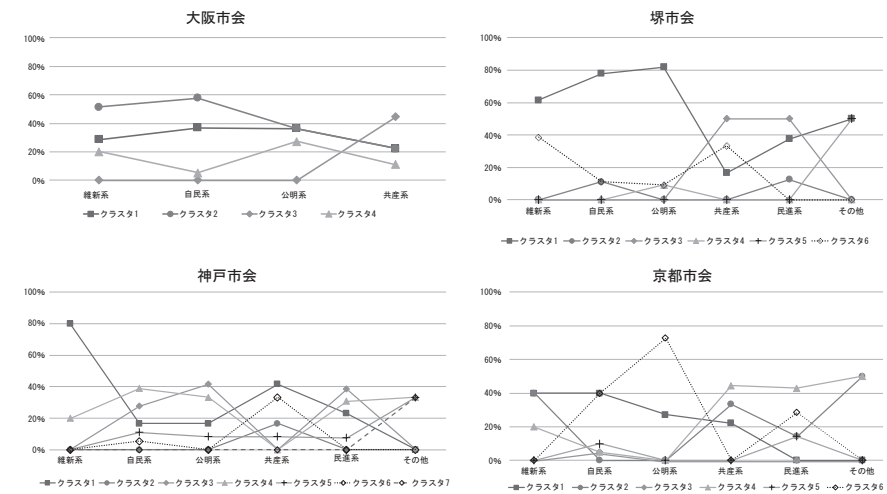 大阪市会
100%
80%
60%
40%
20%
0%
維新系 自民系 公明系 共産系
クラスタ1 クラスタ2 クラスタ3 クラスタ4
堺市会
100%
80%
60%
40%
20%
0%
維新系 自民系 公明系 共産系 民進系 その他
クラスタ1 クラスタ2 クラスタ3 クラスタ4 クラスタ5 クラスタ6
神戸市会
100%
80%
60%
40%
20%
0%
維新系 自民系 公明系 共産系 民進系 その他
クラスタ1 クラスタ2 クラスタ3 クラスタ4 クラスタ5 クラスタ6 クラスタ7
京都市会
100%
80%
60%
40%
20%
0%
維新系 自民系 公明系 共産系 民進系 その他
クラスタ1 クラスタ2 クラスタ3 クラスタ4 クラスタ5 クラスタ6